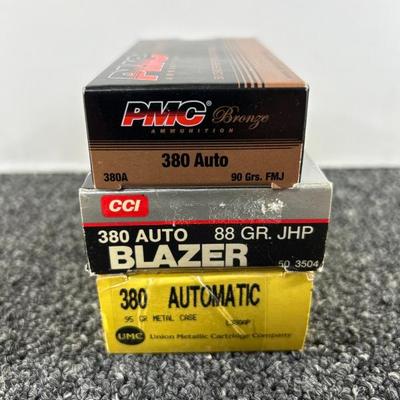 PMC® Bronze
AMMUNITION
380 Auto
380A 90 Grs. FMJ
CCI
380 AUTO 88 GR. JHP
BLAZER
50 3504
380 AUTOMATIC
95 GR METAL CASE L380AP
UMC Union Metallic Cartridge Company